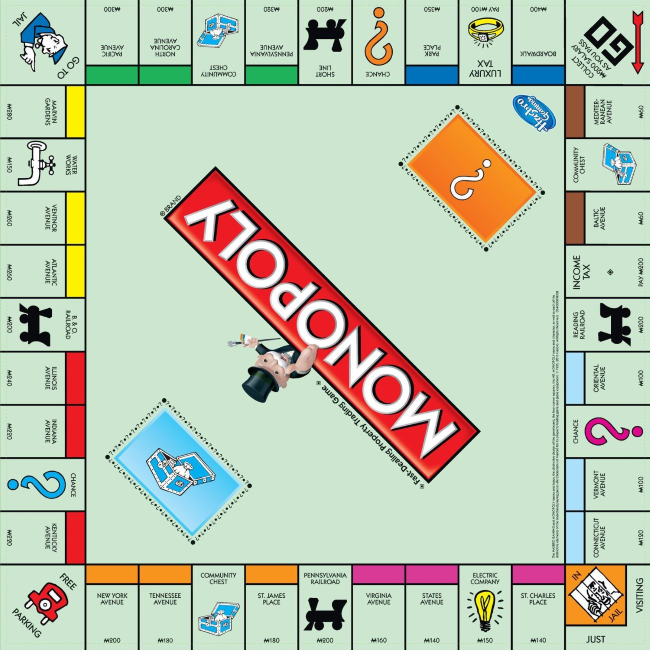 COLLECT
₩200 SALARY
AS YOU PASS
GO
MEDITER-
RANEAN
AVENUE
₩60
COMMUNITY
CHEST
BALTIC
AVENUE
₩60
INCOME
TAX
PAY ₩200
READING
RAILROAD
₩200
ORIENTAL
AVENUE
₩100
CHANCE
?
VERMONT
AVENUE
₩100
CONNECTICUT
AVENUE
₩120
IN
JAIL
JUST
VISITING
ST. CHARLES
PLACE
₩140
ELECTRIC
COMPANY
₩150
STATES
AVENUE
₩140
VIRGINIA
AVENUE
₩160
PENNSYLVANIA
RAILROAD
₩200
ST. JAMES
PLACE
₩180
COMMUNITY
CHEST
TENNESSEE
AVENUE
₩180
NEW YORK
AVENUE
₩200
FREE
PARKING
KENTUCKY
AVENUE
₩220
CHANCE
?
INDIANA
AVENUE
₩220
ILLINOIS
AVENUE
₩240
B. & O.
RAILROAD
₩200
ATLANTIC
AVENUE
₩260
VENTNOR
AVENUE
₩260
WATER
WORKS
₩150
MARVIN
GARDENS
₩280
GO TO
JAIL
PACIFIC
AVENUE
₩300
NORTH
CAROLINA
AVENUE
₩300
COMMUNITY
CHEST
PENNSYLVANIA
AVENUE
₩320
SHORT
LINE
₩200
CHANCE
?
PARK
PLACE
₩350
LUXURY
TAX
PAY ₩100
BOARDWALK
₩400
Hasbro
Gaming
?
® BRAND
MONOPOLY
®
Fast-Dealing Property Trading Game®